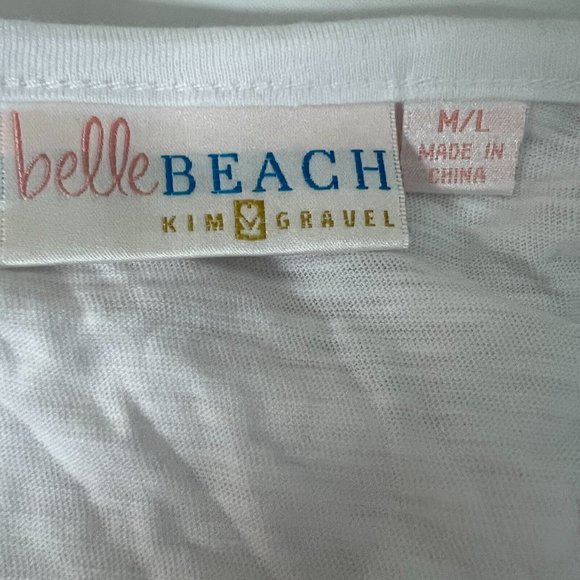 belleBEACH
KIM GRAVEL
M/L
MADE IN
CHINA